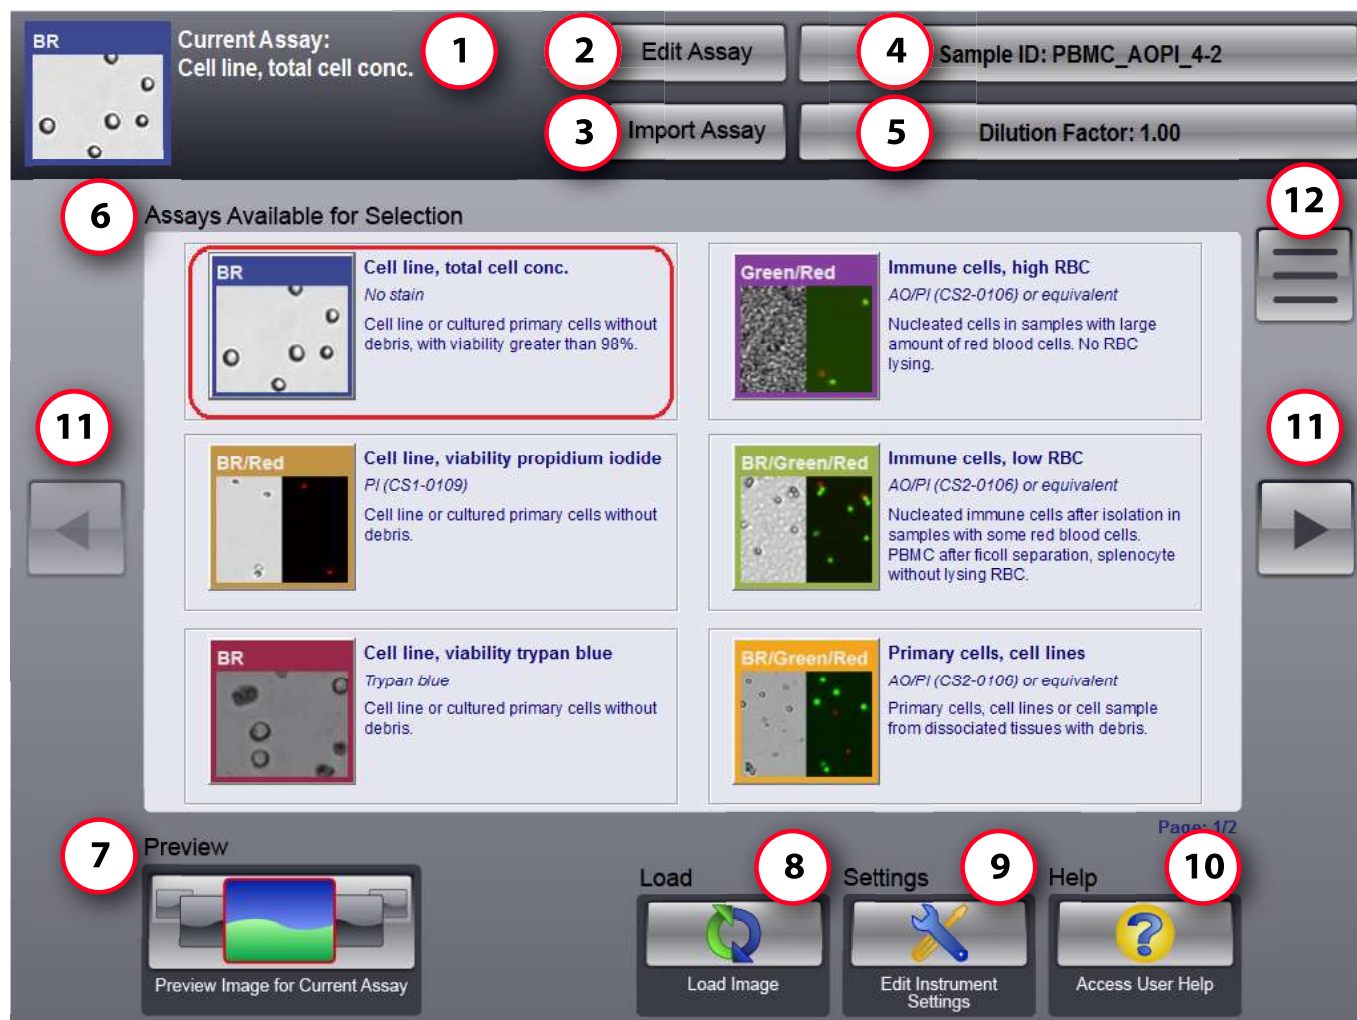 BR
Current Assay:
Cell line, total cell conc.
1
2
Edit Assay
4
Sample ID: PBMC_AOPI_4-2
3
Import Assay
5
Dilution Factor: 1.00
6
Assays Available for Selection
12
BR
Cell line, total cell conc.
No stain
Cell line or cultured primary cells without
debris, with viability greater than 98%.
Green/Red
Immune cells, high RBC
AO/PI (CS2-0106) or equivalent
Nucleated cells in samples with large
amount of red blood cells. No RBC
lysing.
11
11
BR/Red
Cell line, viability propidium iodide
PI (CS1-0109)
Cell line or cultured primary cells without
debris.
BR/Green/Red
Immune cells, low RBC
AO/PI (CS2-0106) or equivalent
Nucleated immune cells after isolation in
samples with some red blood cells.
PBMC after ficoll separation, splenocyte
without lysing RBC.
BR
Cell line, viability trypan blue
Trypan blue
Cell line or cultured primary cells without
debris.
BR/Green/Red
Primary cells, cell lines
AO/PI (CS2-0106) or equivalent
Primary cells, cell lines or cell sample
from dissociated tissues with debris.
Page: 1/2
7
Preview
Preview Image for Current Assay
Load
8
Load Image
Settings
9
Edit Instrument
Settings
Help
10
Access User Help